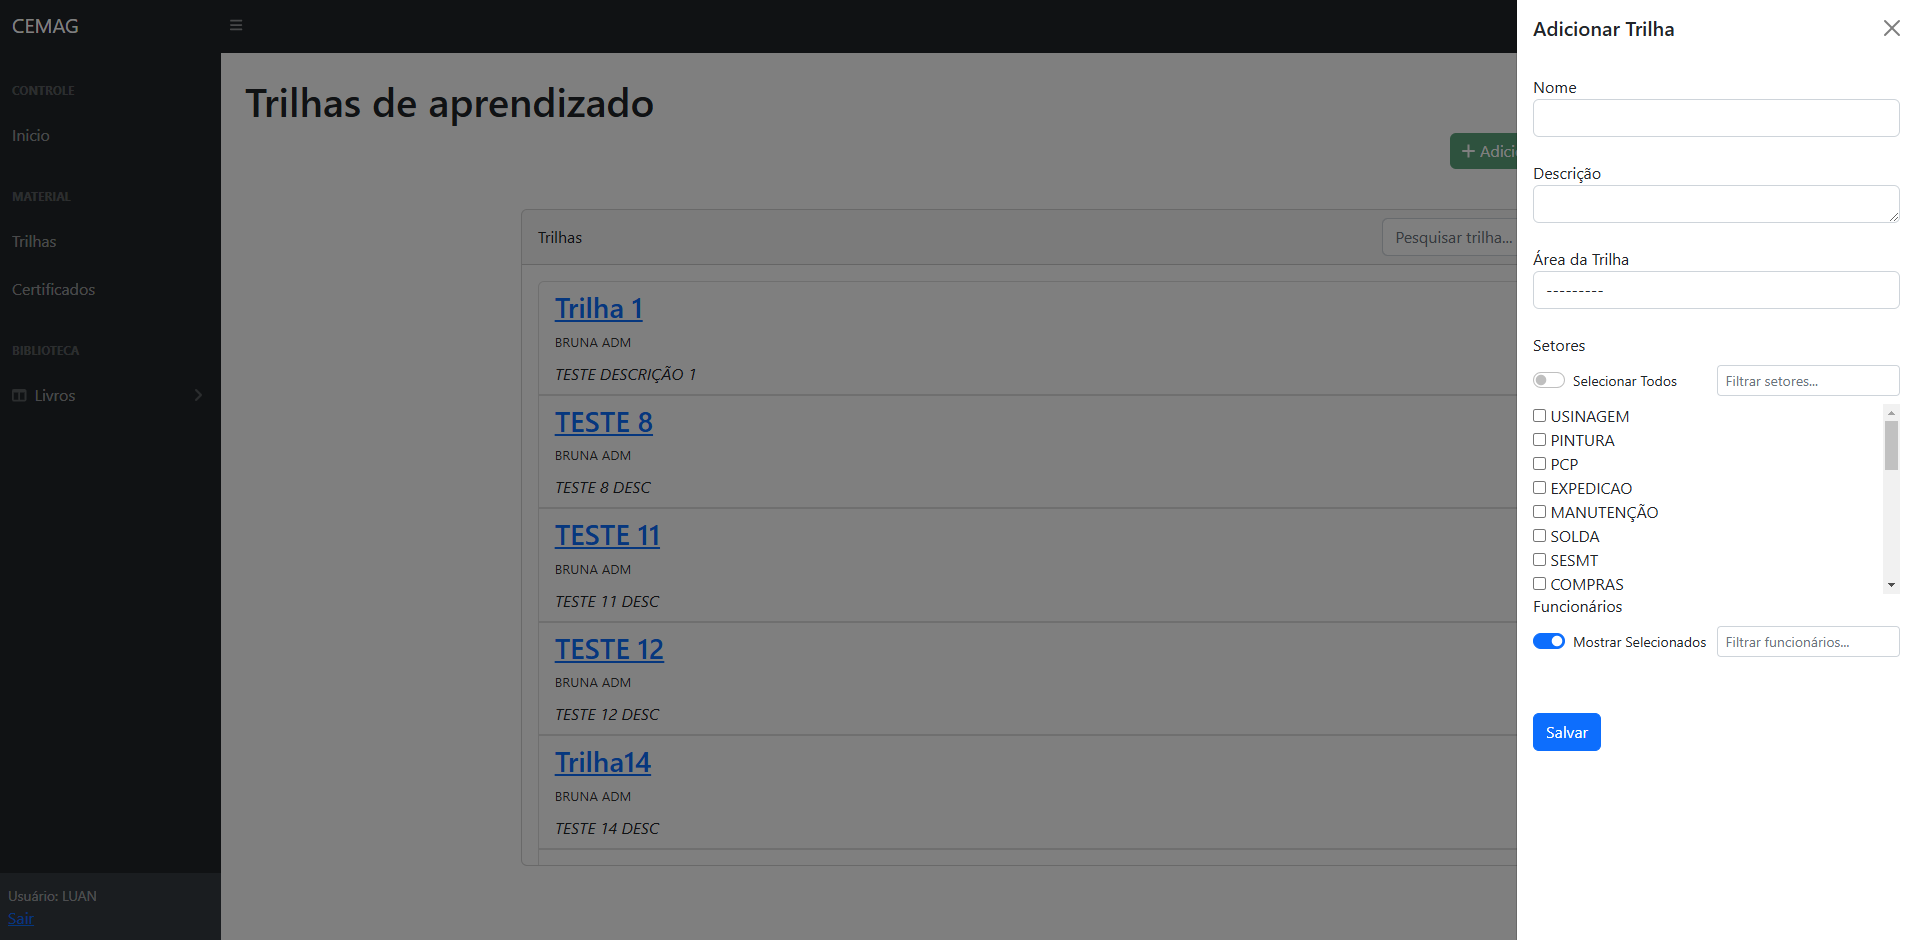 CEMAG
CONTROLE
Inicio
MATERIAL
Trilhas
Certificados
BIBLIOTECA
Livros
Usuário: LUAN
Sair
Trilhas de aprendizado
+ Adici
Trilhas
Pesquisar trilha...
Trilha 1
BRUNA ADM
TESTE DESCRIÇÃO 1
TESTE 8
BRUNA ADM
TESTE 8 DESC
TESTE 11
BRUNA ADM
TESTE 11 DESC
TESTE 12
BRUNA ADM
TESTE 12 DESC
Trilha14
BRUNA ADM
TESTE 14 DESC
Adicionar Trilha
Nome
Descrição
Área da Trilha
---------
Setores
Selecionar Todos
Filtrar setores...
USINAGEM
PINTURA
PCP
EXPEDICAO
MANUTENÇÃO
SOLDA
SESMT
COMPRAS
Funcionários
Mostrar Selecionados
Filtrar funcionários...
Salvar